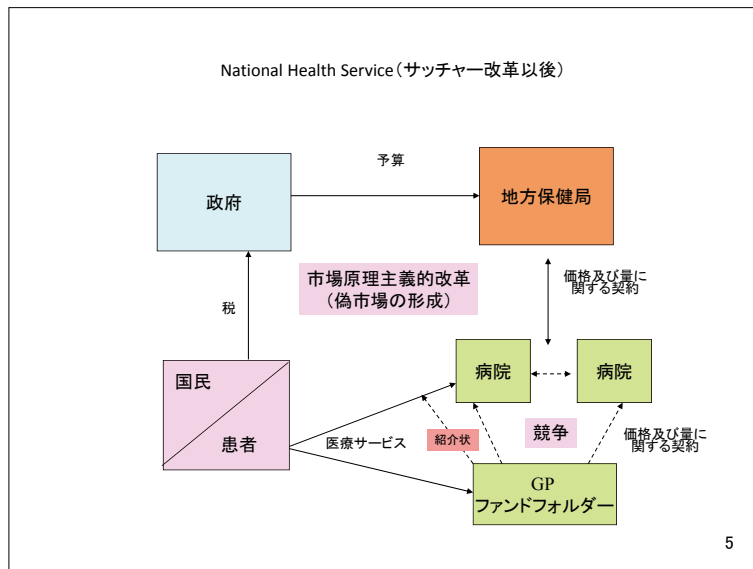 National Health Service(サッチャー改革以後)
予算
政府
地方保健局
市場原理主義的改革
(偽市場の形成)
価格及び量に
関する契約
税
国民
患者
病院
病院
医療サービス
紹介状
競争
価格及び量に
関する契約
GP
ファンドフォルダー
5